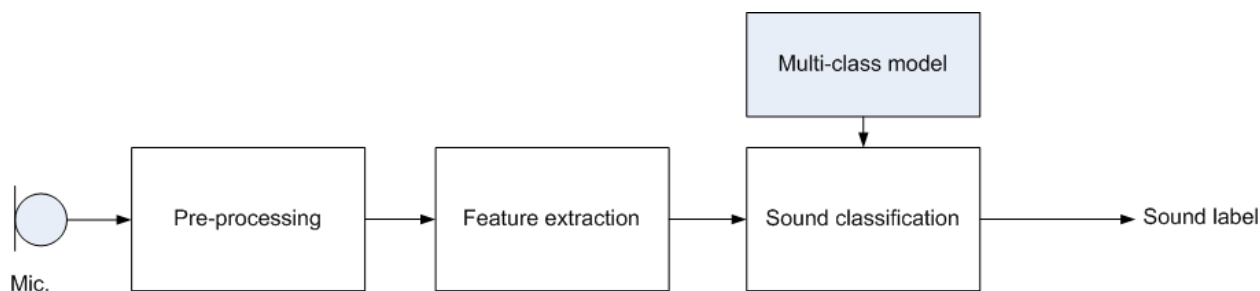 Multi-class model
Pre-processing
Feature extraction
Sound classification
Sound label
Mic.